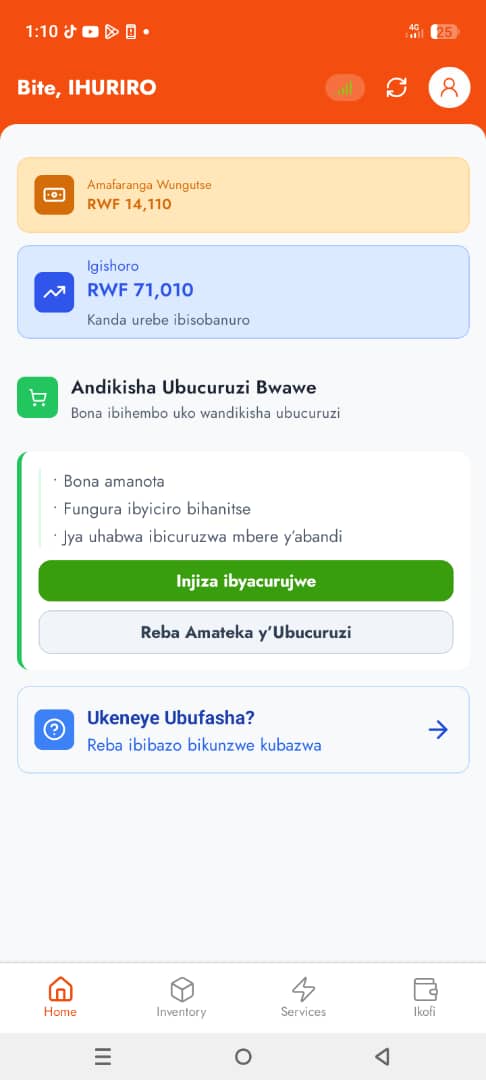 1:10
4G
25
Bite, IHURIRO
Amafaranga Wungutse
RWF 14,110
Igishoro
RWF 71,010
Kanda urebe ibisobanuro
Andikisha Ubucuruzi Bwawe
Bona ibihembo uko wandikisha ubucuruzi
· Bona amanota
· Fungura ibyiciro bihanitse
· Jya uhabwa ibicuruzwa mbere y’abandi
Injiza ibyacurujwe
Reba Amateka y’Ubucuruzi
Ukeneye Ubufasha?
Reba ibibazo bikunzwe kubazwa
Home
Inventory
Services
Ikofi